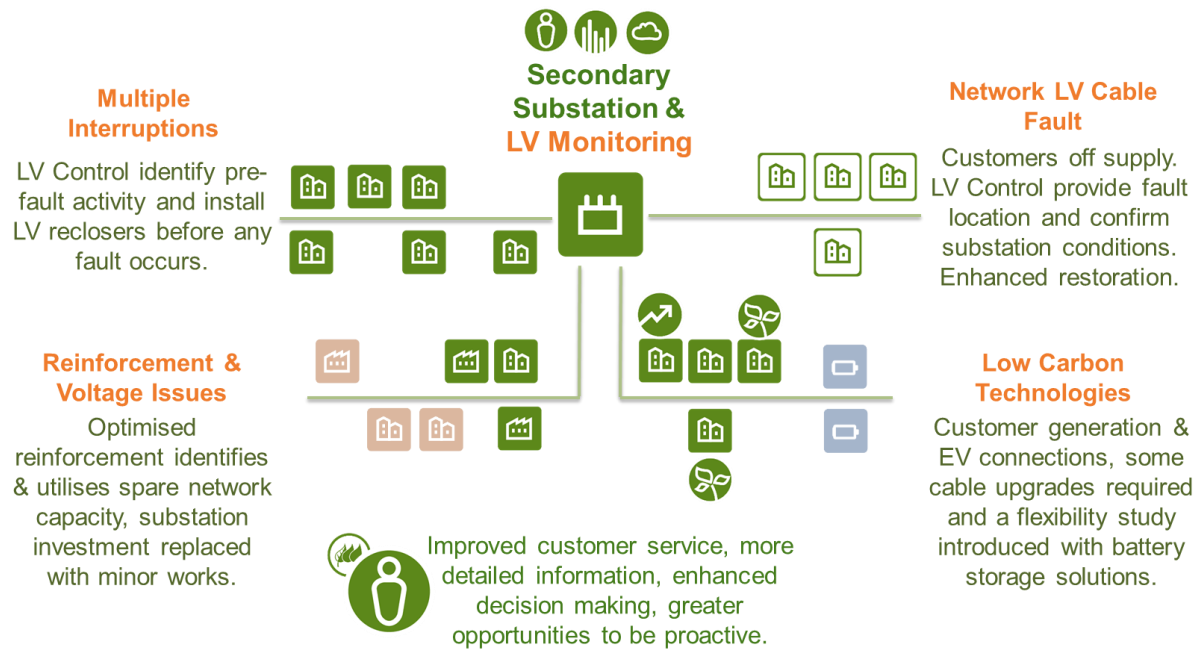 Secondary
Substation &
LV Monitoring
Multiple
Interruptions
LV Control identify pre-
fault activity and install
LV reclosers before any
fault occurs.
Network LV Cable
Fault
Customers off supply.
LV Control provide fault
location and confirm
substation conditions.
Enhanced restoration.
Reinforcement &
Voltage Issues
Optimised
reinforcement identifies
& utilises spare network
capacity, substation
investment replaced
with minor works.
Low Carbon
Technologies
Customer generation &
EV connections, some
cable upgrades required
and a flexibility study
introduced with battery
storage solutions.
Improved customer service, more
detailed information, enhanced
decision making, greater
opportunities to be proactive.